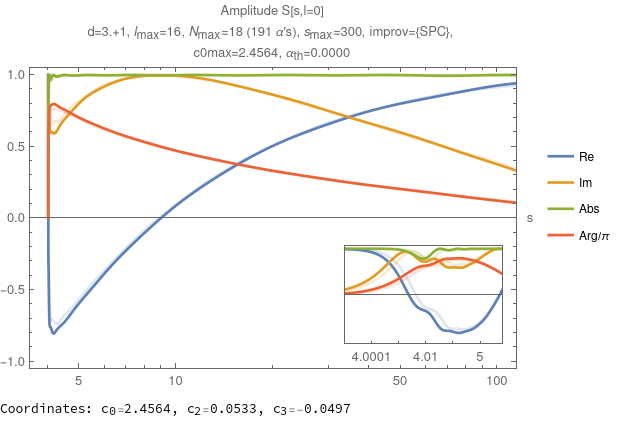 Amplitude S[s,l=0]
d=3.+1, lmax=16, Nmax=18 (191 α's), smax=300, improv={SPC},
c0max=2.4564, αth=0.0000
1.0
0.5
0.0
−0.5
−1.0
5 10 50 100
s
Re
Im
Abs
Arg/π
4.0001 4.01 5
Coordinates: c0=2.4564, c2=0.0533, c3=-0.0497